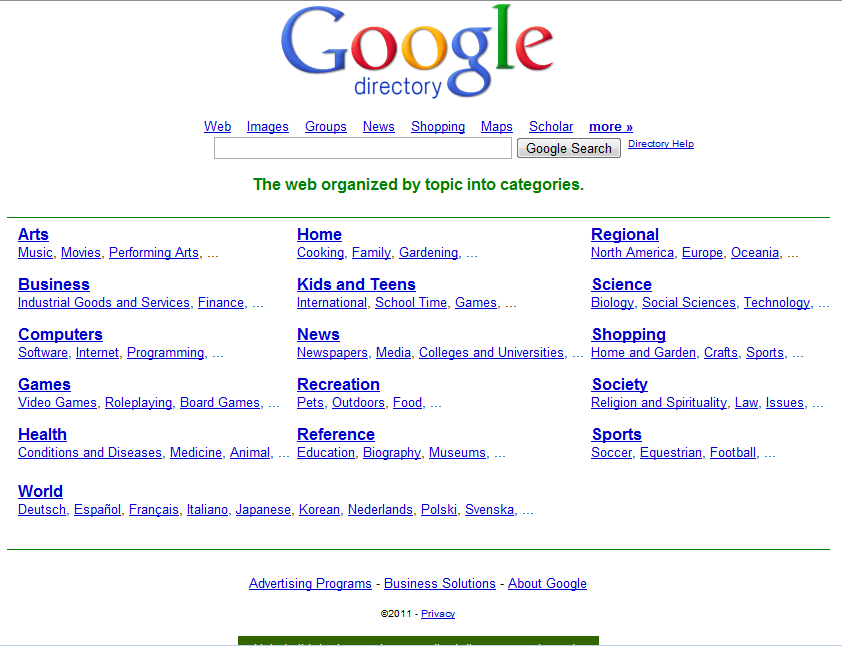 Google
directory
Web Images Groups News Shopping Maps Scholar more »
Google Search Directory Help
The web organized by topic into categories.
Arts
Music, Movies, Performing Arts, ...
Business
Industrial Goods and Services, Finance, ...
Computers
Software, Internet, Programming, ...
Games
Video Games, Roleplaying, Board Games, ...
Health
Conditions and Diseases, Medicine, Animal, ...
Home
Cooking, Family, Gardening, ...
Kids and Teens
International, School Time, Games, ...
News
Newspapers, Media, Colleges and Universities, ...
Recreation
Pets, Outdoors, Food, ...
Reference
Education, Biography, Museums, ...
Regional
North America, Europe, Oceania, ...
Science
Biology, Social Sciences, Technology, ...
Shopping
Home and Garden, Crafts, Sports, ...
Society
Religion and Spirituality, Law, Issues, ...
Sports
Soccer, Equestrian, Football, ...
World
Deutsch, Español, Français, Italiano, Japanese, Korean, Nederlands, Polski, Svenska, ...
Advertising Programs - Business Solutions - About Google
©2011 - Privacy